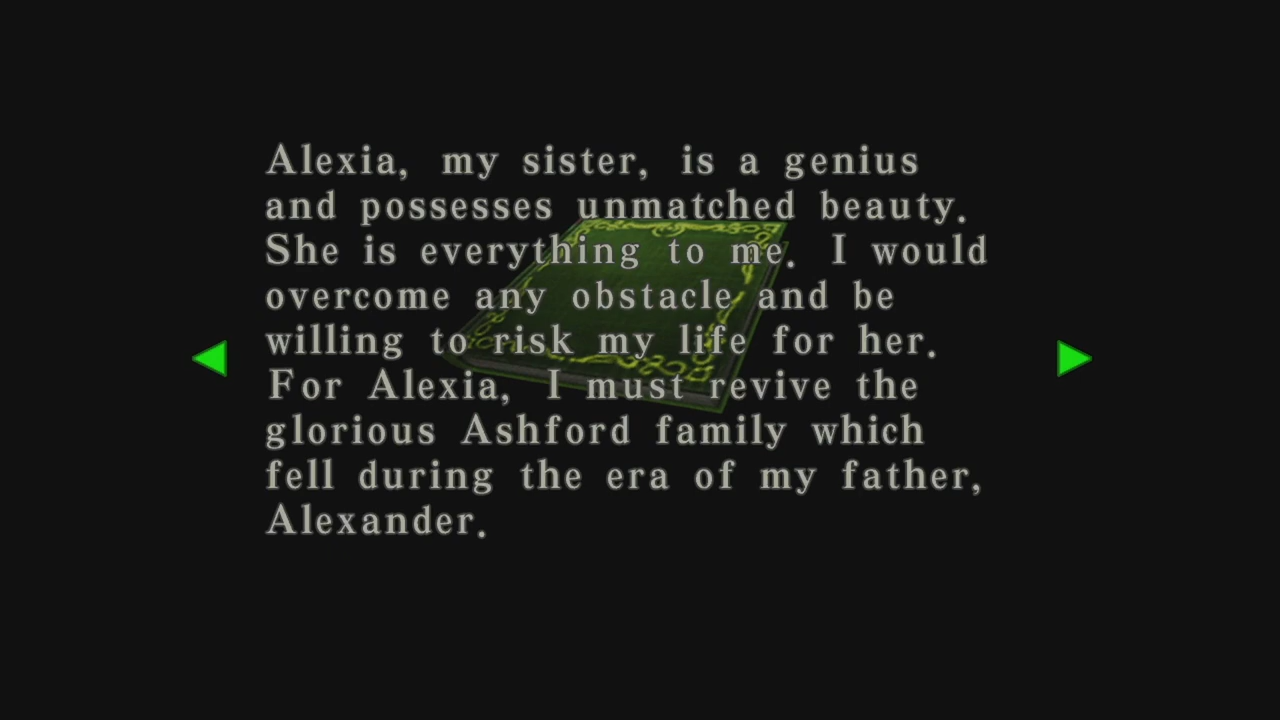 Alexia, my sister, is a genius
and possesses unmatched beauty.
She is everything to me. I would
overcome any obstacle and be
willing to risk my life for her.
For Alexia, I must revive the
glorious Ashford family which
fell during the era of my father,
Alexander.